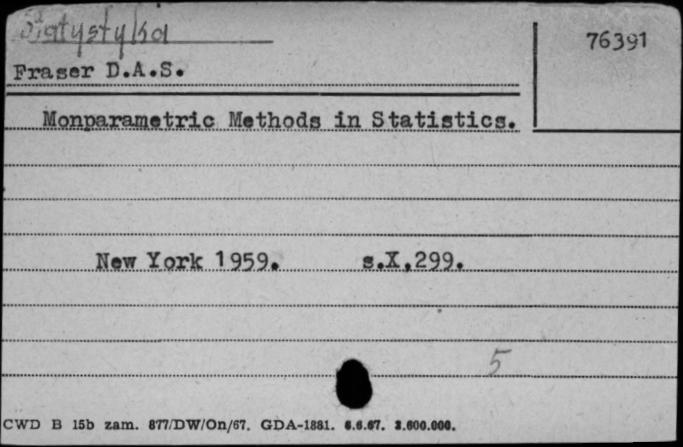 Statystyka
76391
Fraser D.A.S.
Monparametric Methods in Statistics.
New York 1959. s.X,299.
5
CWD B 15b zam. 877/DW/On/67. GDA-1881. 6.6.67. 2.600.000.